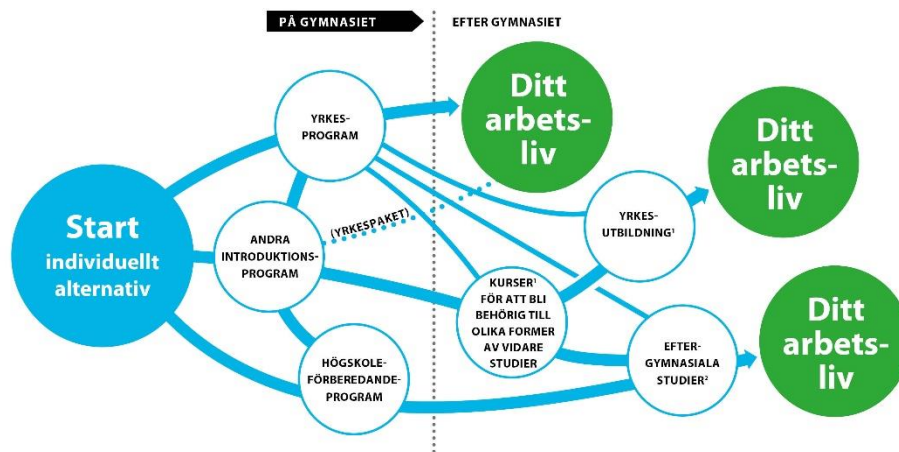 PÅ GYMNASIET
EFTER GYMNASIET
Start
individuellt
alternativ
YRKES-
PROGRAM
ANDRA
INTRODUKTIONS-
PROGRAM
HÖGSKOLE-
FÖRBEREDANDE-
PROGRAM
(YRKESPAKET)
Ditt
arbets-
liv
KURSER¹
FÖR ATT BLI
BEHÖRIG TILL
OLIKA FORMER
AV VIDARE
STUDIER
YRKES-
UTBILDNING¹
Ditt
arbets-
liv
EFTER-
GYMNASIALA
STUDIER²
Ditt
arbets-
liv